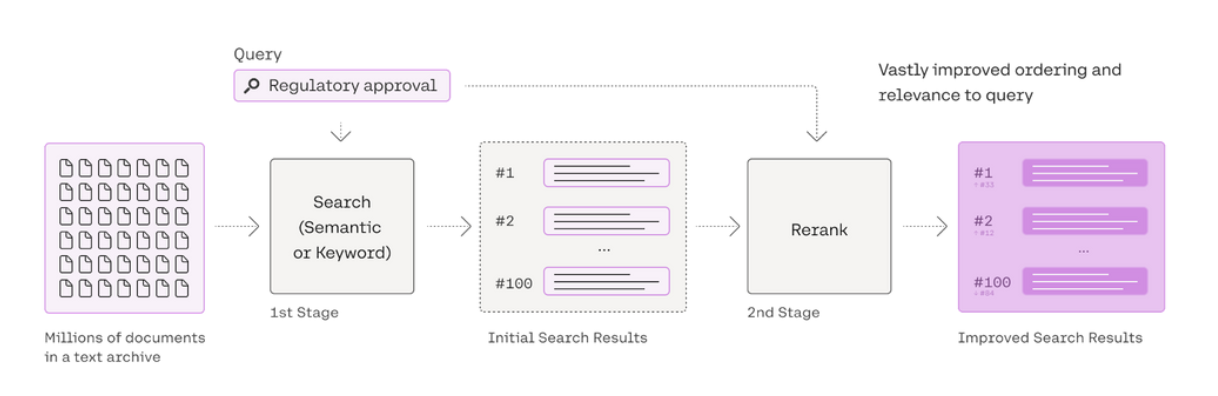 Query
Regulatory approval
Vastly improved ordering and
relevance to query
Search
(Semantic
or Keyword)
#1
#2
...
#100
Rerank
#1
↑ #33
#2
↑ #12
...
#100
↓ #64
1st Stage
2nd Stage
Millions of documents
in a text archive
Initial Search Results
Improved Search Results